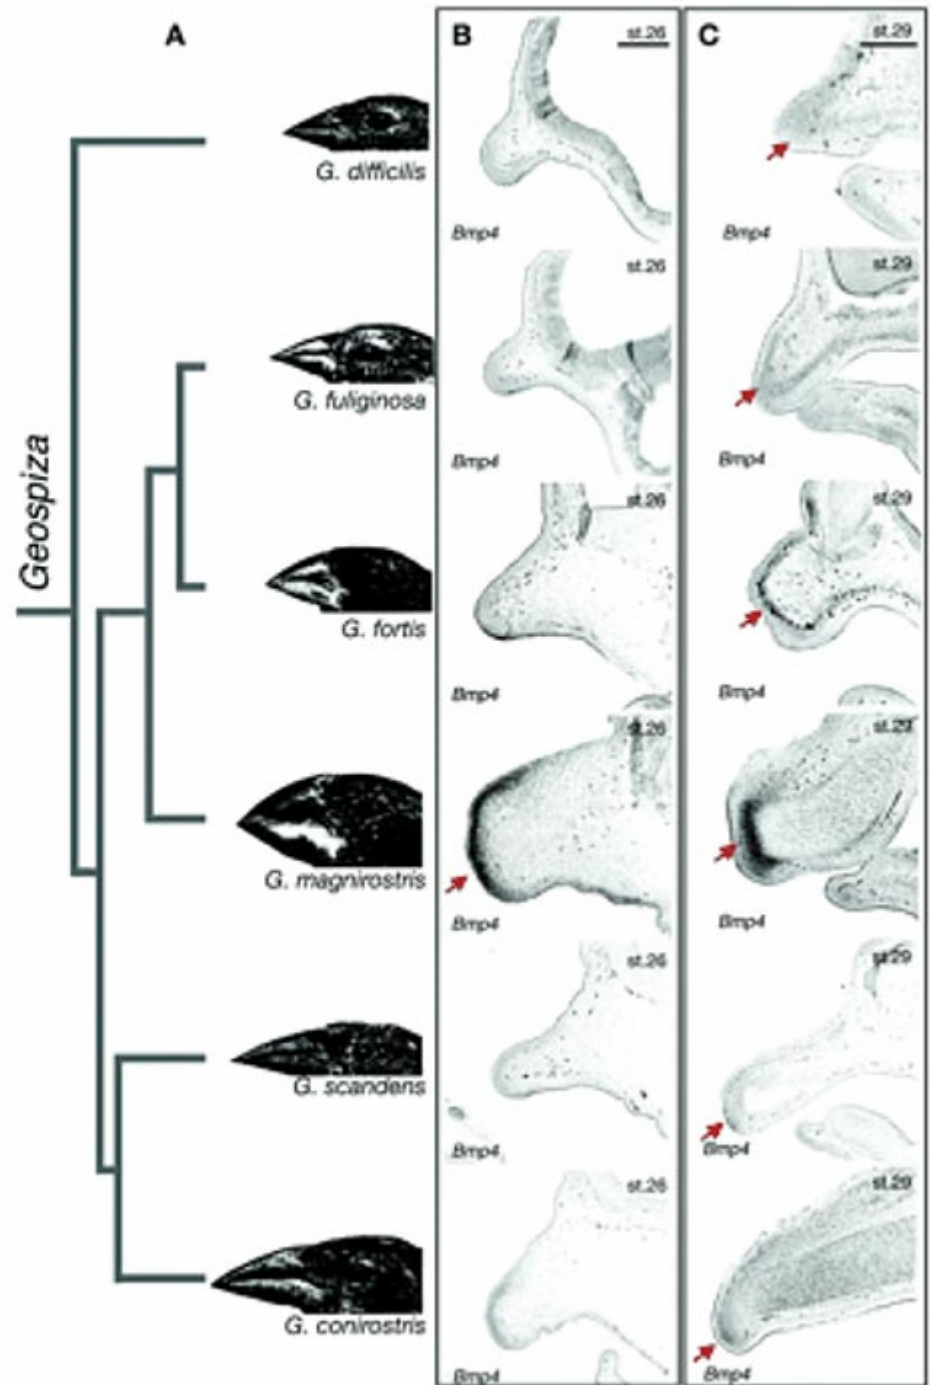 A
B
C
Geospiza
G. difficilis
G. fuliginosa
G. fortis
G. magnirostris
G. scandens
G. conirostris
st.26
Bmp4
st.26
Bmp4
st.26
Bmp4
st.26
Bmp4
st.26
Bmp4
st.26
Bmp4
st.29
Bmp4
st.29
Bmp4
st.29
Bmp4
st.29
Bmp4
st.29
Bmp4
st.29
Bmp4